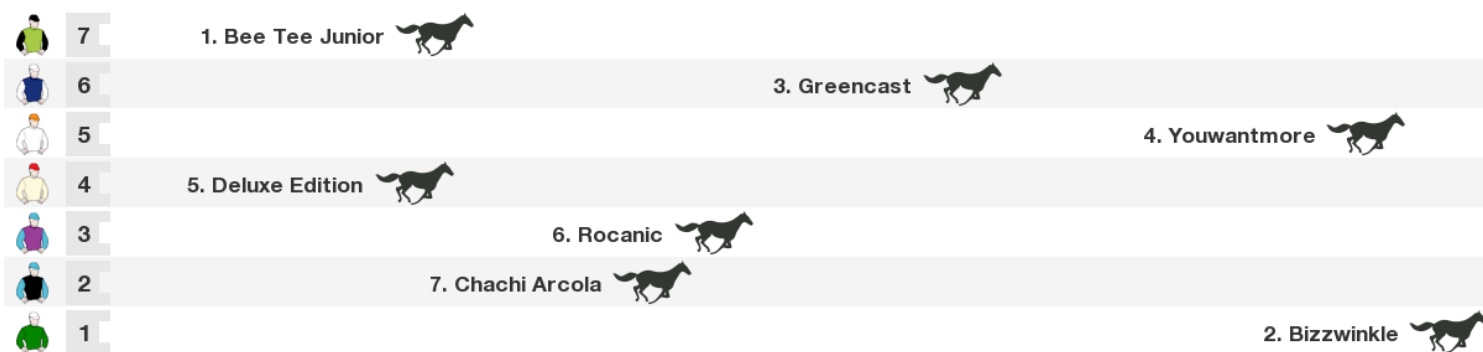 7 1. Bee Tee Junior
6 3. Greencast
5 4. Youwantmore
4 5. Deluxe Edition
3 6. Rocanic
2 7. Chachi Arcola
1 2. Bizzwinkle